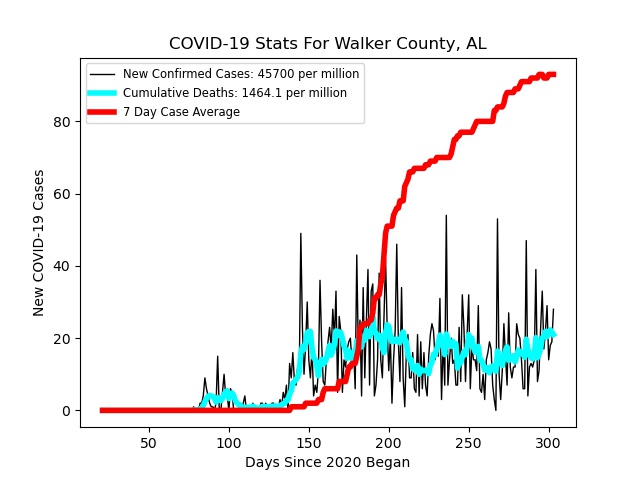 COVID-19 Stats For Walker County, AL
New Confirmed Cases: 45700 per million
Cumulative Deaths: 1464.1 per million
7 Day Case Average
New COVID-19 Cases
80
60
40
20
0
50 100 150 200 250 300
Days Since 2020 Began